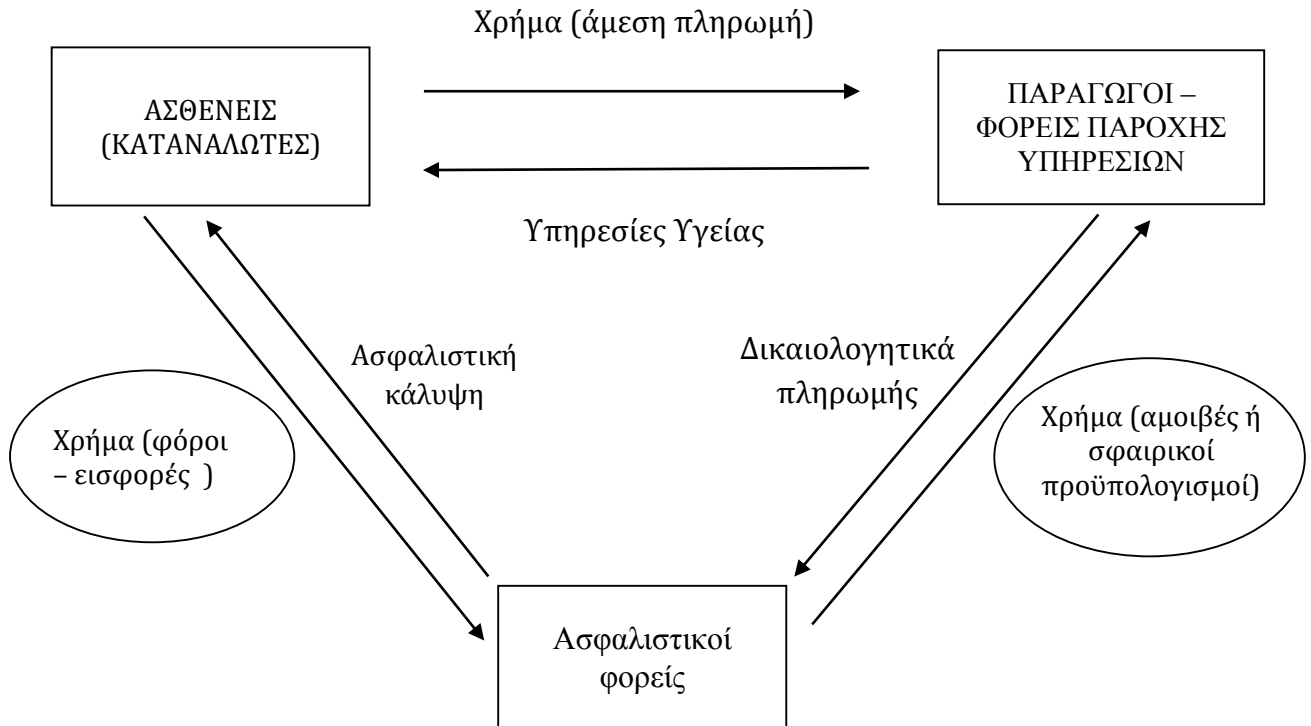 Χρήμα (άμεση πληρωμή)
ΑΣΘΕΝΕΙΣ
(ΚΑΤΑΝΑΛΩΤΕΣ)
ΠΑΡΑΓΩΓΟΙ –
ΦΟΡΕΙΣ ΠΑΡΟΧΗΣ
ΥΠΗΡΕΣΙΩΝ
Υπηρεσίες Υγείας
Ασφαλιστική
κάλυψη
Δικαιολογητικά
πληρωμής
Χρήμα (φόροι
– εισφορές )
Χρήμα (αμοιβές ή
σφαιρικοί
προϋπολογισμοί)
Ασφαλιστικοί
φορείς